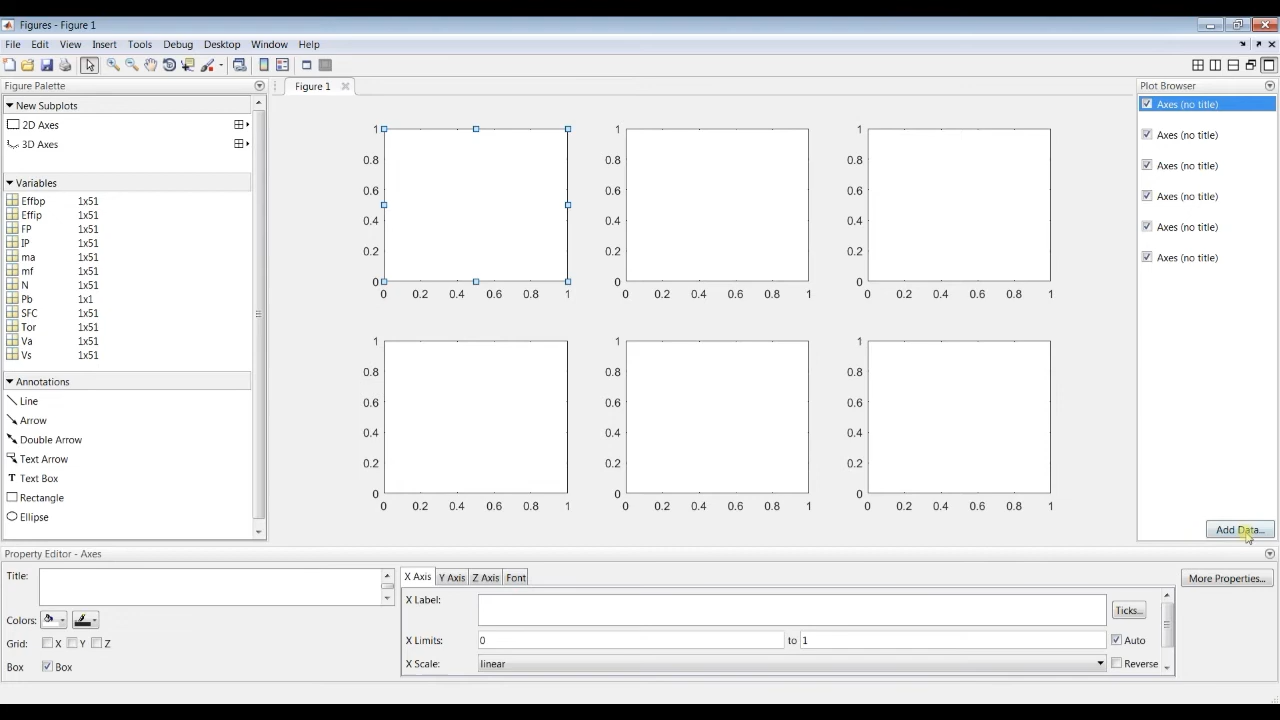 Figures - Figure 1
File Edit View Insert Tools Debug Desktop Window Help
Figure Palette
New Subplots
2D Axes
3D Axes
Variables
Effbp 1x51
Effip 1x51
FP 1x51
IP 1x51
ma 1x51
mf 1x51
N 1x51
Pb 1x1
SFC 1x51
Tor 1x51
Va 1x51
Vs 1x51
Annotations
Line
Arrow
Double Arrow
Text Arrow
T Text Box
Rectangle
Ellipse
Figure 1
1 1 1
0.8 0.8 0.8
0.6 0.6 0.6
0.4 0.4 0.4
0.2 0.2 0.2
0 0 0
0 0.2 0.4 0.6 0.8 1 0 0.2 0.4 0.6 0.8 1 0 0.2 0.4 0.6 0.8 1
1 1 1
0.8 0.8 0.8
0.6 0.6 0.6
0.4 0.4 0.4
0.2 0.2 0.2
0 0 0
0 0.2 0.4 0.6 0.8 1 0 0.2 0.4 0.6 0.8 1 0 0.2 0.4 0.6 0.8 1
Plot Browser
Axes (no title)
Axes (no title)
Axes (no title)
Axes (no title)
Axes (no title)
Axes (no title)
Add Data...
Property Editor - Axes
Title:
Colors:
Grid: X Y Z
Box Box
X Axis Y Axis Z Axis Font
X Label:
Ticks...
X Limits: 0 to 1 Auto
X Scale: linear Reverse
More Properties...